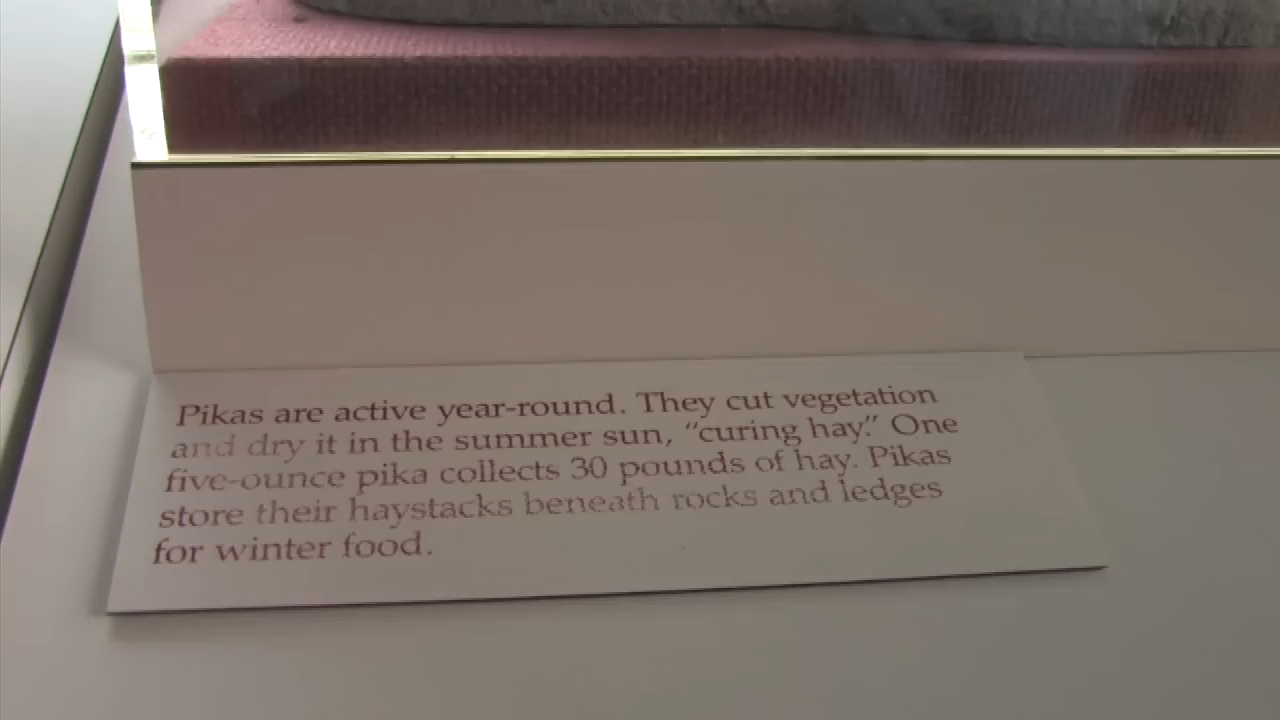 Pikas are active year-round. They cut vegetation
and dry it in the summer sun, “curing hay.” One
five-ounce pika collects 30 pounds of hay. Pikas
store their haystacks beneath rocks and ledges
for winter food.